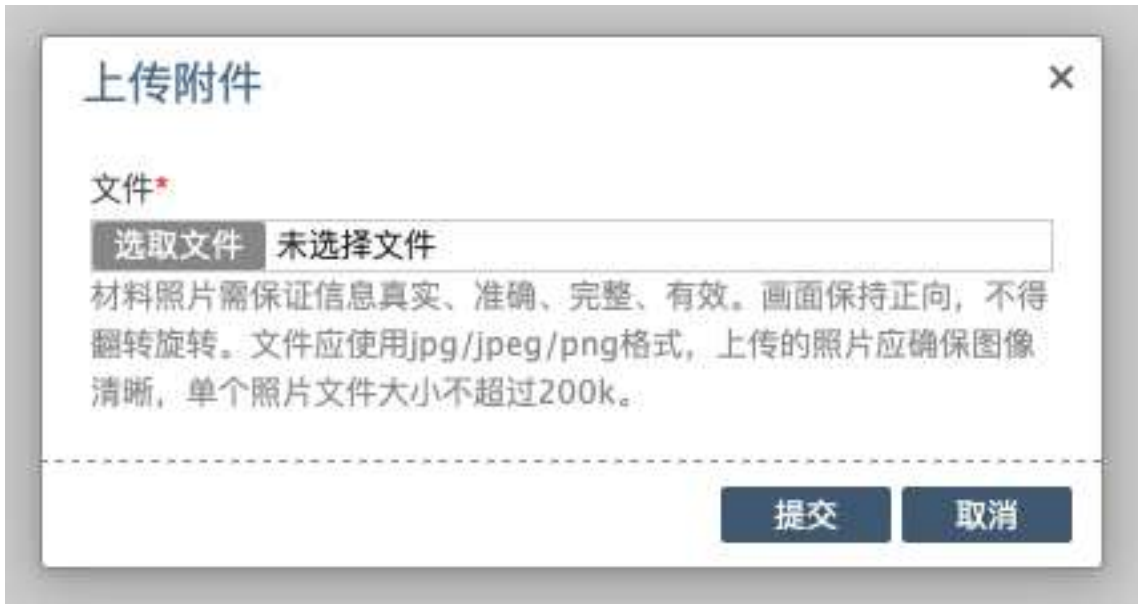 上传附件
×
文件*
选取文件 未选择文件
材料照片需保证信息真实、准确、完整、有效。画面保持正向，不得
翻转旋转。文件应使用jpg/jpeg/png格式，上传的照片应确保图像
清晰，单个照片文件大小不超过200k。
提交 取消